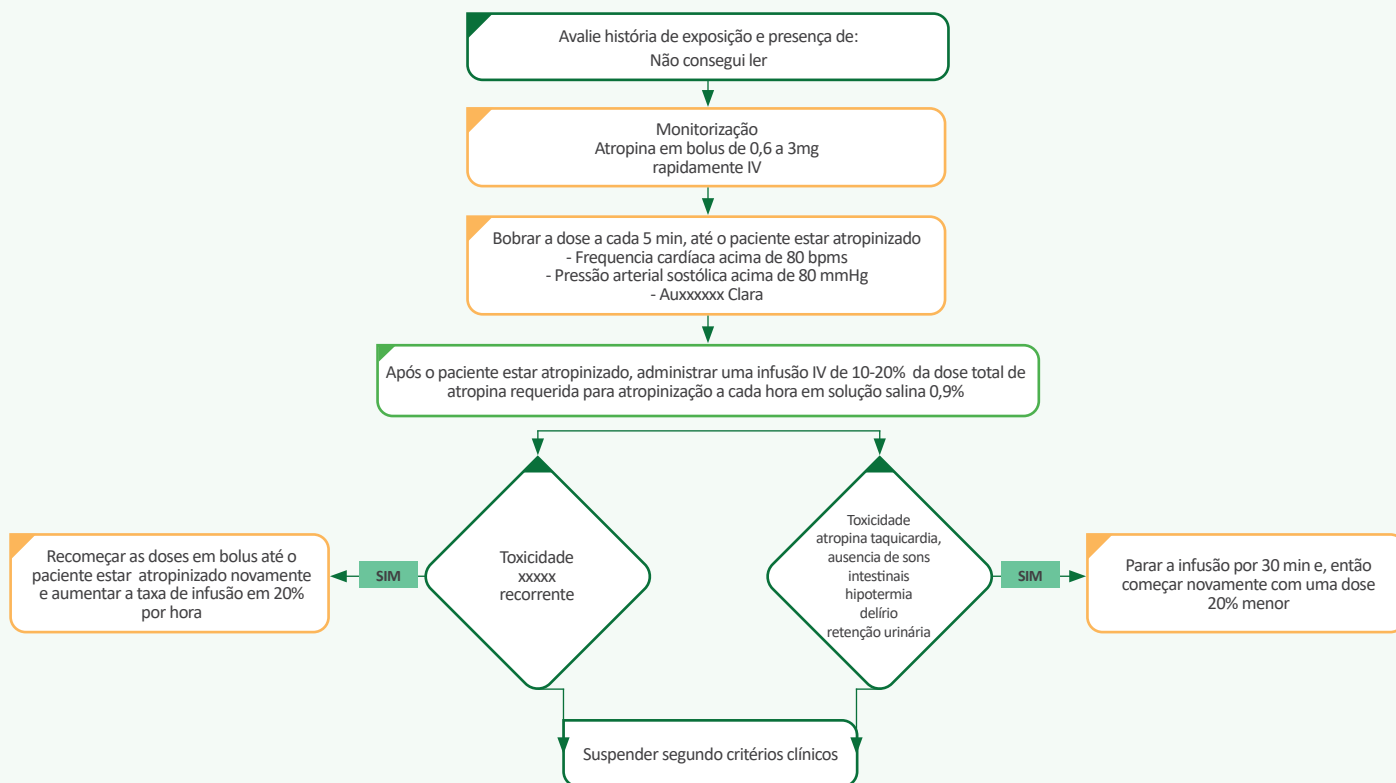 Avalie história de exposição e presença de:
Não consegui ler
Monitorização
Atropina em bolus de 0,6 a 3mg
rapidamente IV
Bobrar a dose a cada 5 min, até o paciente estar atropinizado
- Frequencia cardíaca acima de 80 bpms
- Pressão arterial sostólica acima de 80 mmHg
- Auxxxxxx Clara
Após o paciente estar atropinizado, administrar uma infusão IV de 10-20% da dose total de
atropina requerida para atropinização a cada hora em solução salina 0,9%
Recomeçar as doses em bolus até o
paciente estar atropinizado novamente
e aumentar a taxa de infusão em 20%
por hora
SIM
Toxicidade
xxxxx
recorrente
Toxicidade
atropina taquicardia,
ausencia de sons
intestinais
hipotermia
delírio
retenção urinária
SIM
Parar a infusão por 30 min e, então
começar novamente com uma dose
20% menor
Suspender segundo critérios clínicos